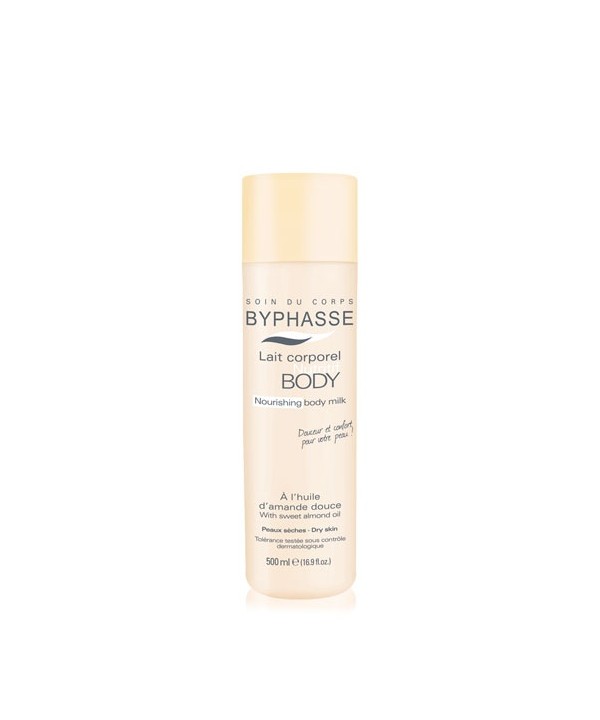 SOIN DU CORPS
BYPHASSE
Lait corporel
BODY
Nourishing body milk
Douceur et confort
pour votre peau !
À l'huile
d'amande douce
With sweet almond oil
Peaux sèches - Dry skin
Tolérance testée sous contrôle
dermatologique
500 ml e (16.9 fl.oz.)